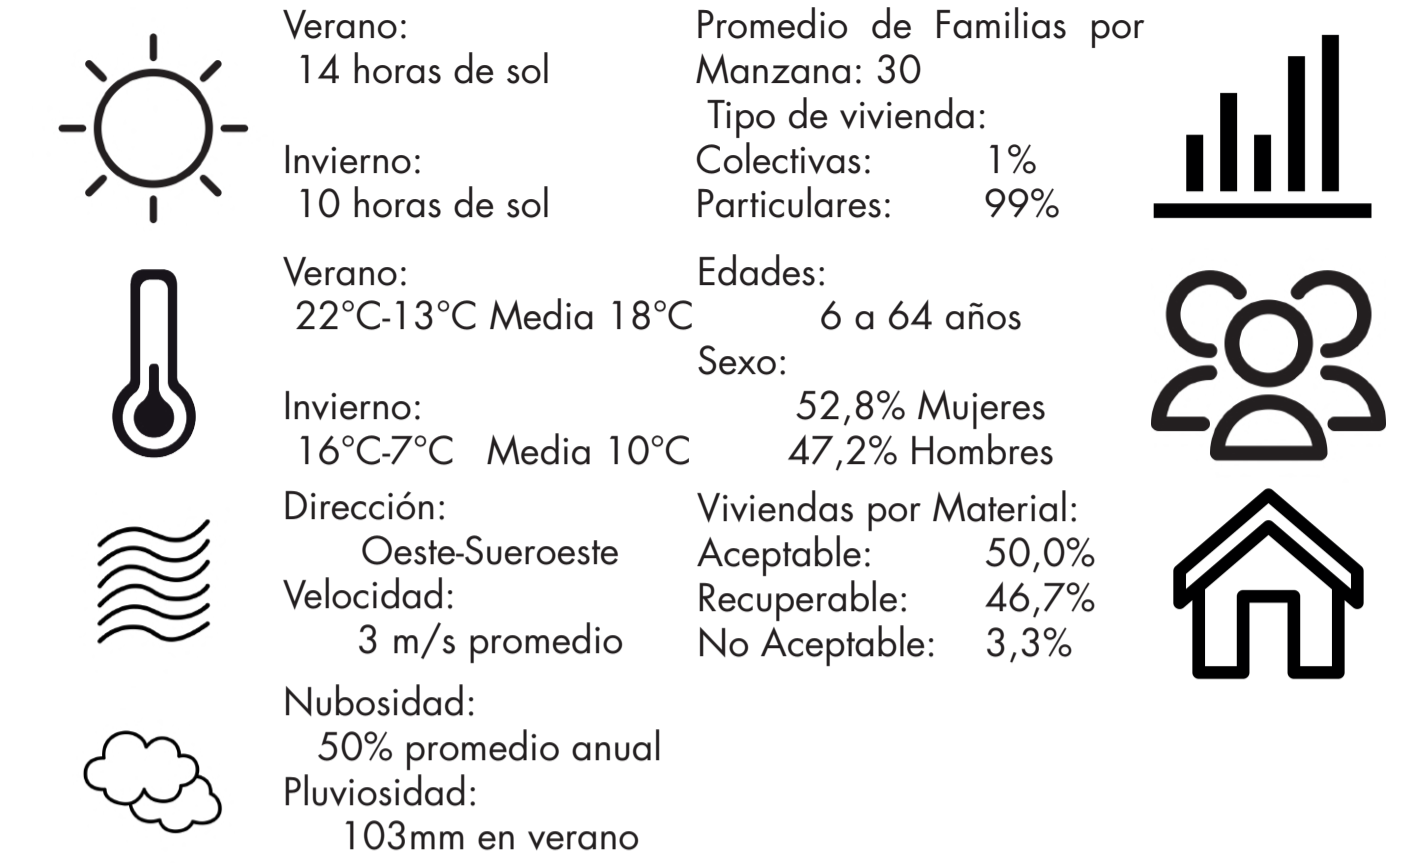 Verano:
14 horas de sol
Invierno:
10 horas de sol
Verano:
22°C-13°C Media 18°C
Invierno:
16°C-7°C Media 10°C
Dirección:
Oeste-Sueroeste
Velocidad:
3 m/s promedio
Nubosidad:
50% promedio anual
Pluviosidad:
103mm en verano
Promedio de Familias por
Manzana: 30
Tipo de vivienda:
Colectivas: 1%
Particulares: 99%
Edades:
6 a 64 años
Sexo:
52,8% Mujeres
47,2% Hombres
Viviendas por Material:
Aceptable: 50,0%
Recuperable: 46,7%
No Aceptable: 3,3%